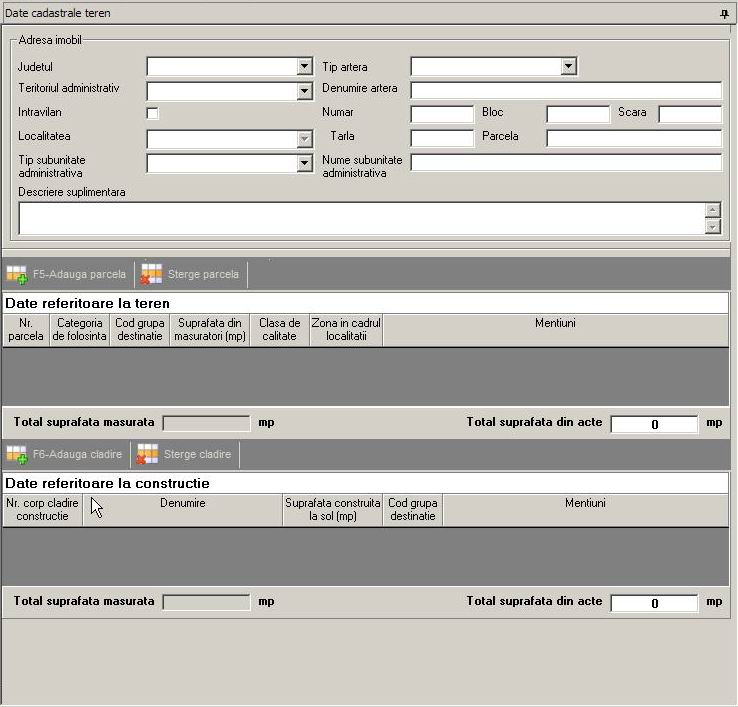 Date cadastrale teren
Adresa imobil
Judetul
Tip artera
Teritoriul administrativ
Denumire artera
Intravilan
Numar
Bloc
Scara
Localitatea
Tarla
Parcela
Tip subunitate
administrativa
Nume subunitate
administrativa
Descriere suplimentara
F5-Adauga parcela
Sterge parcela
Date referitoare la teren
Nr.
parcela
Categoria
de folosinta
Cod grupa
destinatie
Suprafata din
masuratori (mp)
Clasa de
calitate
Zona in cadrul
localitatii
Mentiuni
Total suprafata masurata
mp
Total suprafata din acte
0
mp
F6-Adauga cladire
Sterge cladire
Date referitoare la constructie
Nr. corp cladire
constructie
Denumire
Suprafata construita
la sol (mp)
Cod grupa
destinatie
Mentiuni
Total suprafata masurata
mp
Total suprafata din acte
0
mp